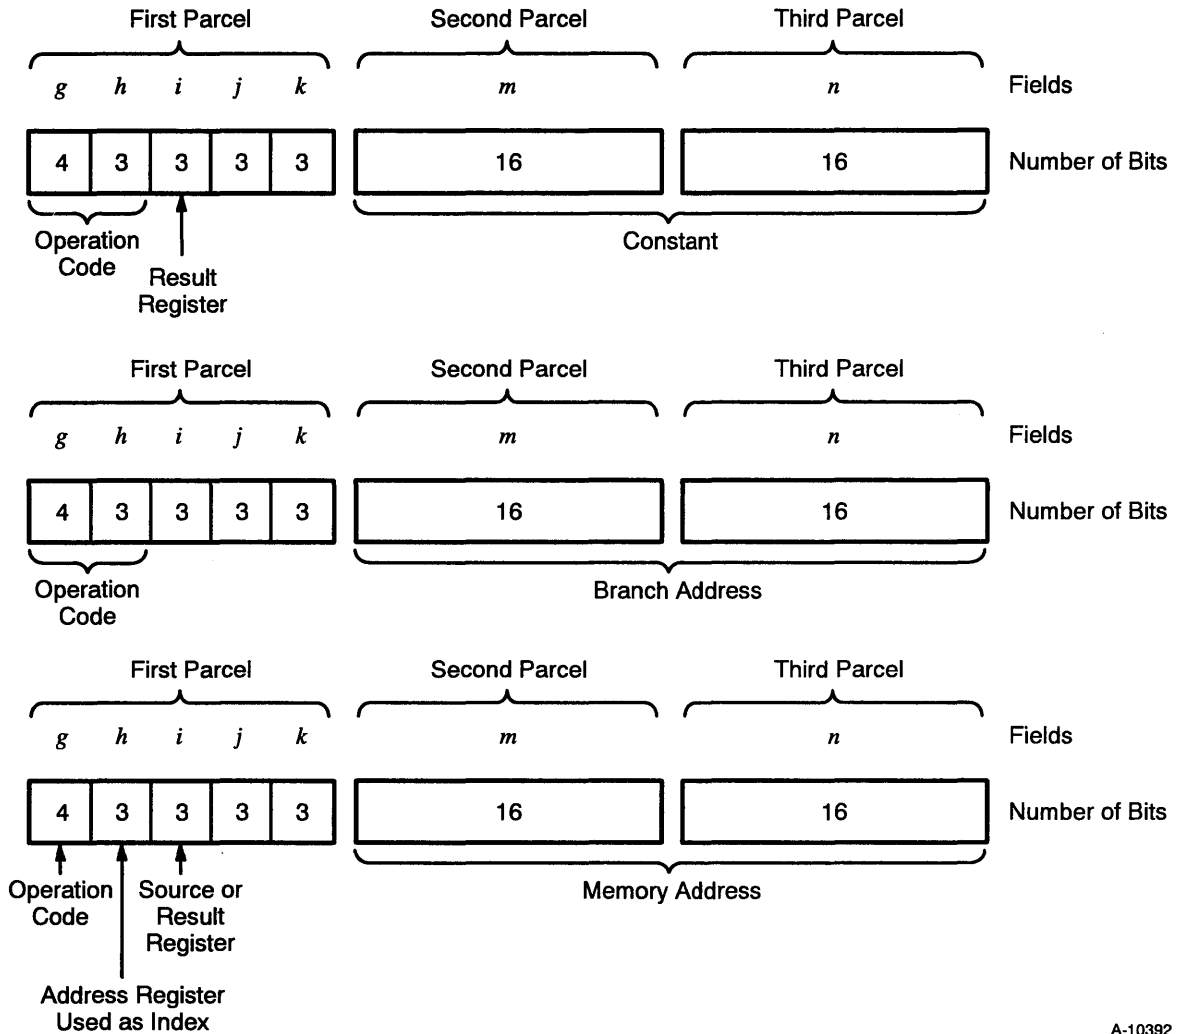 First Parcel Second Parcel Third Parcel
g h i j k m n Fields
4 3 3 3 3 16 16 Number of Bits
Operation
Code
Constant
Result
Register
First Parcel Second Parcel Third Parcel
g h i j k m n Fields
4 3 3 3 3 16 16 Number of Bits
Operation
Code
Branch Address
First Parcel Second Parcel Third Parcel
g h i j k m n Fields
4 3 3 3 3 16 16 Number of Bits
Operation
Code
Source or
Result
Register
Memory Address
Address Register
Used as Index
A-10392